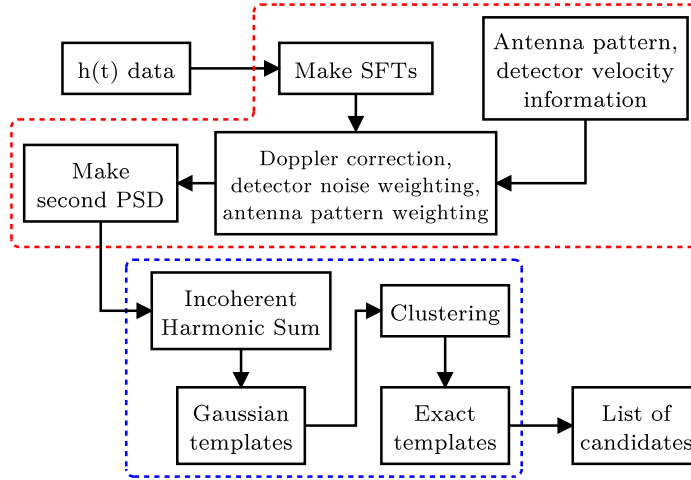 h(t) data
Make SFTs
Antenna pattern,
detector velocity
information
Make
second PSD
Doppler correction,
detector noise weighting,
antenna pattern weighting
Incoherent
Harmonic Sum
Clustering
Gaussian
templates
Exact
templates
List of
candidates